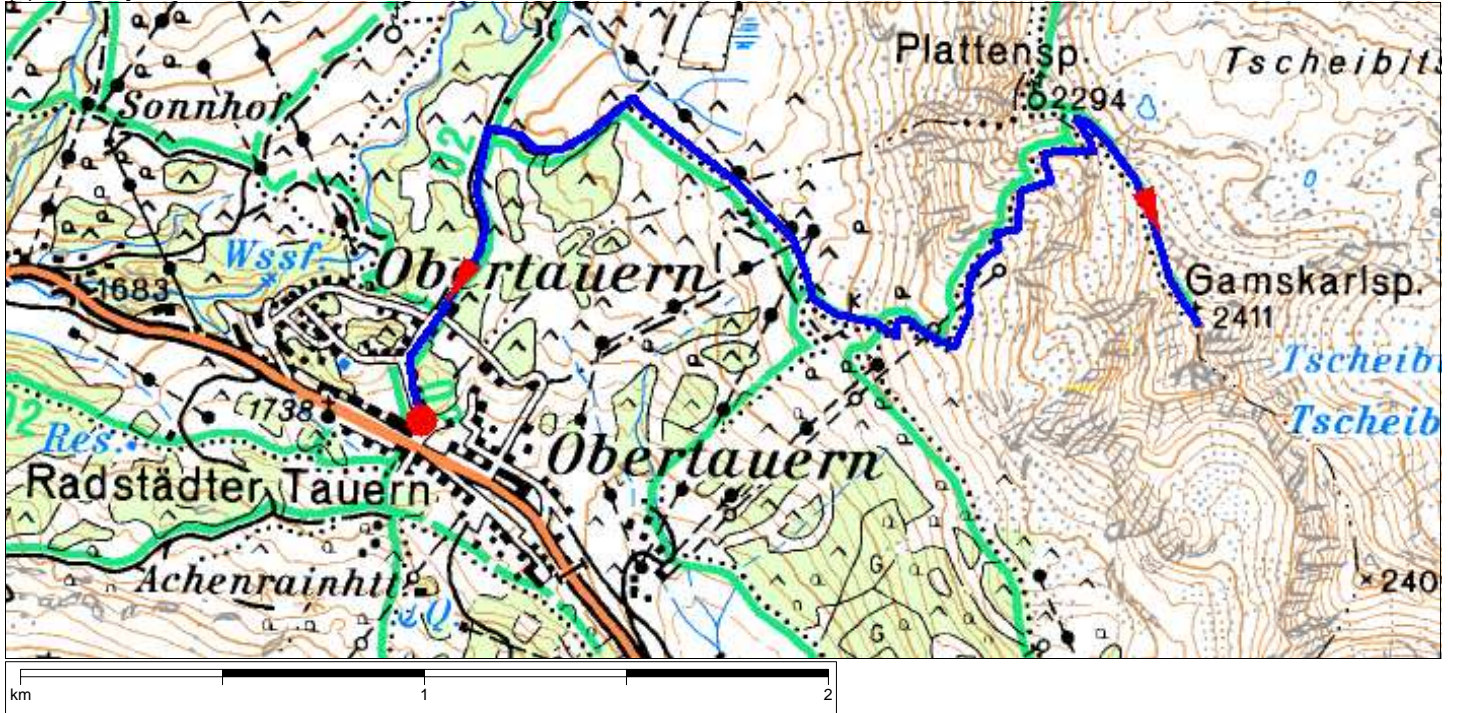 Plattensp.
Tscheibits
Sonnhof
2294
02
Wssf.
Obertauern
1683
Gamskarlsp.
2411
Tscheib
1738
Tscheib
02
Res.
Obertauern
Radstädter Tauern
G
Achenrainhtt.
240
Q.
G
km 1 2